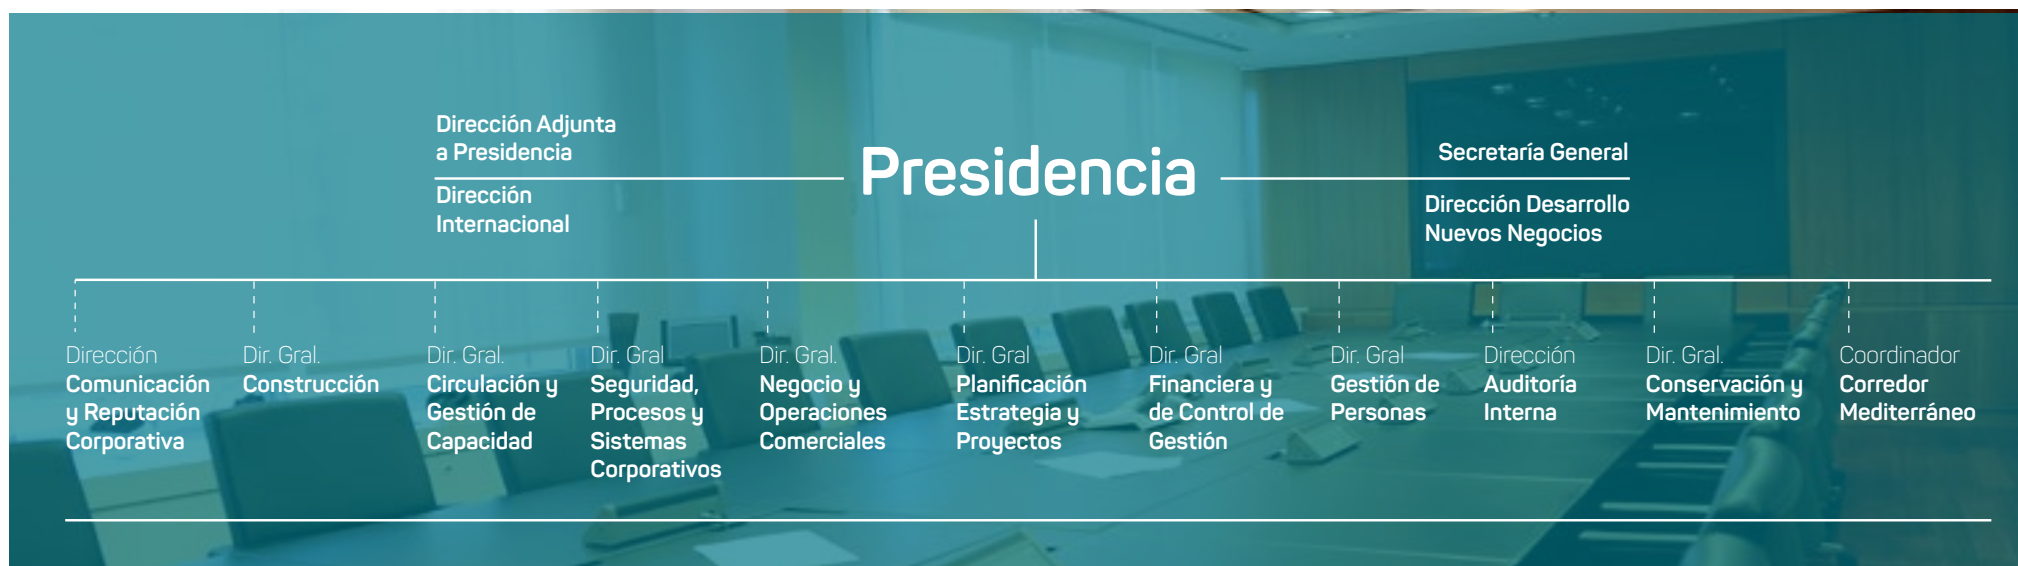 Dirección Adjunta
a Presidencia
Dirección
Internacional
Presidencia
Secretaría General
Dirección Desarrollo
Nuevos Negocios
Dirección
Comunicación
y Reputación
Corporativa
Dir. Gral.
Construcción
Dir. Gral.
Circulación y
Gestión de
Capacidad
Dir. Gral
Seguridad,
Procesos y
Sistemas
Corporativos
Dir. Gral.
Negocio y
Operaciones
Comerciales
Dir. Gral
Planificación
Estrategia y
Proyectos
Dir. Gral
Financiera y
de Control de
Gestión
Dir. Gral
Gestión de
Personas
Dirección
Auditoría
Interna
Dir. Gral.
Conservación y
Mantenimiento
Coordinador
Corredor
Mediterráneo